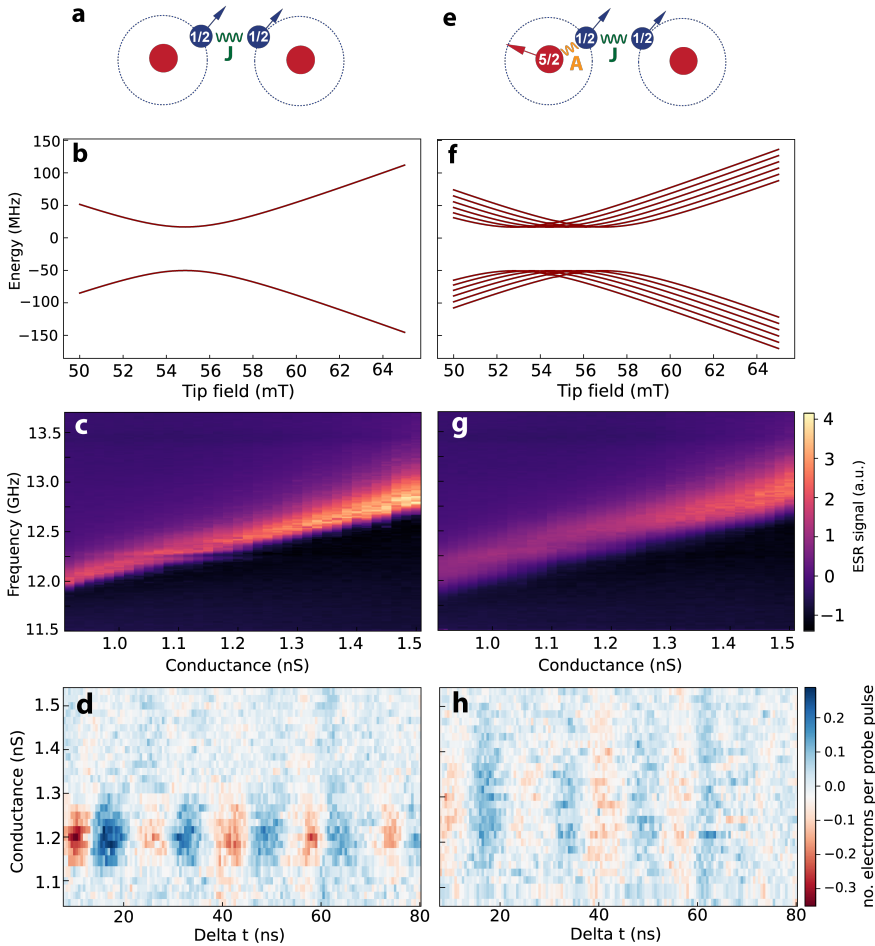 a
e
1/2
1/2
J
5/2
A
1/2
J
1/2
b
f
Energy (MHz)
150
100
50
0
−50
−100
−150
50 52 54 56 58 60 62 64
50 52 54 56 58 60 62 64
Tip field (mT)
Tip field (mT)
c
g
Frequency (GHz)
13.5
13.0
12.5
12.0
11.5
1.0 1.1 1.2 1.3 1.4 1.5
1.0 1.1 1.2 1.3 1.4 1.5
Conductance (nS)
Conductance (nS)
4
3
2
1
0
−1
ESR signal (a.u.)
d
h
Conductance (nS)
1.5
1.4
1.3
1.2
1.1
20 40 60 80
20 40 60 80
Delta t (ns)
Delta t (ns)
0.2
0.1
0.0
−0.1
−0.2
−0.3
no. electrons per probe pulse